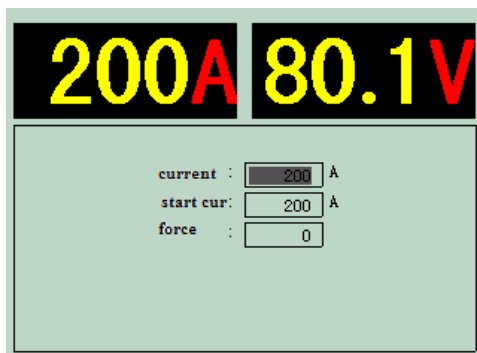 200A 80.1V
current : 200 A
start cur: 200 A
force : 0